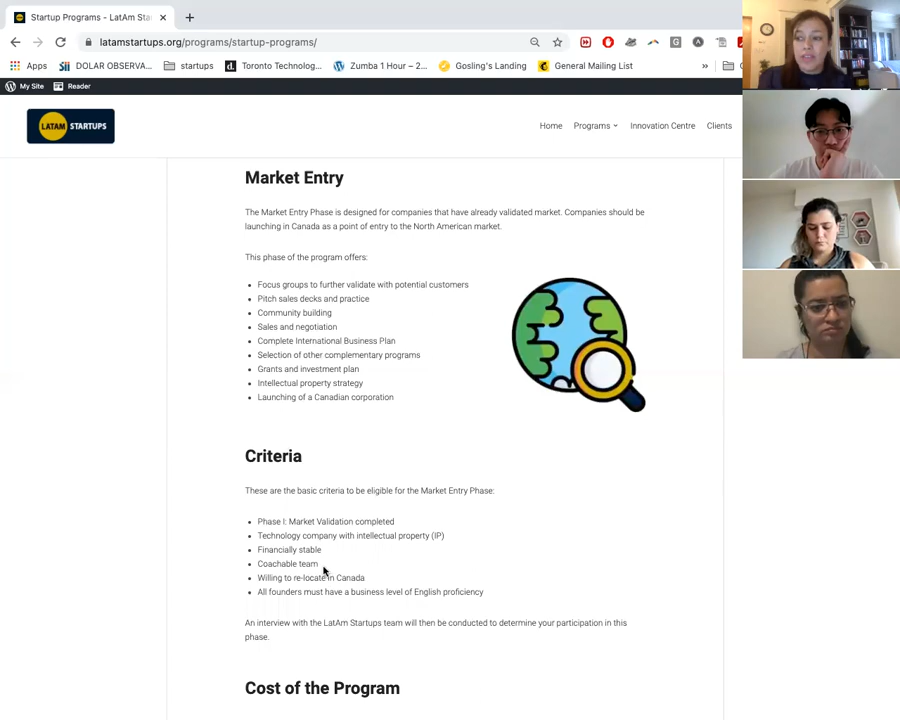 Startup Programs - LatAm Sta
latamstartups.org/programs/startup-programs/
Apps
DOLAR OBSERVA...
startups
Toronto Technolog...
Zumba 1 Hour – 2...
Gosling's Landing
General Mailing List
»
My Site
Reader
LATAM STARTUPS
Home
Programs
Innovation Centre
Clients
Market Entry
The Market Entry Phase is designed for companies that have already validated market. Companies should be
launching in Canada as a point of entry to the North American market.
This phase of the program offers:
Focus groups to further validate with potential customers
Pitch sales decks and practice
Community building
Sales and negotiation
Complete International Business Plan
Selection of other complementary programs
Grants and investment plan
Intellectual property strategy
Launching of a Canadian corporation
Criteria
These are the basic criteria to be eligible for the Market Entry Phase:
Phase I: Market Validation completed
Technology company with intellectual property (IP)
Financially stable
Coachable team
Willing to re-locate in Canada
All founders must have a business level of English proficiency
An interview with the LatAm Startups team will then be conducted to determine your participation in this
phase.
Cost of the Program